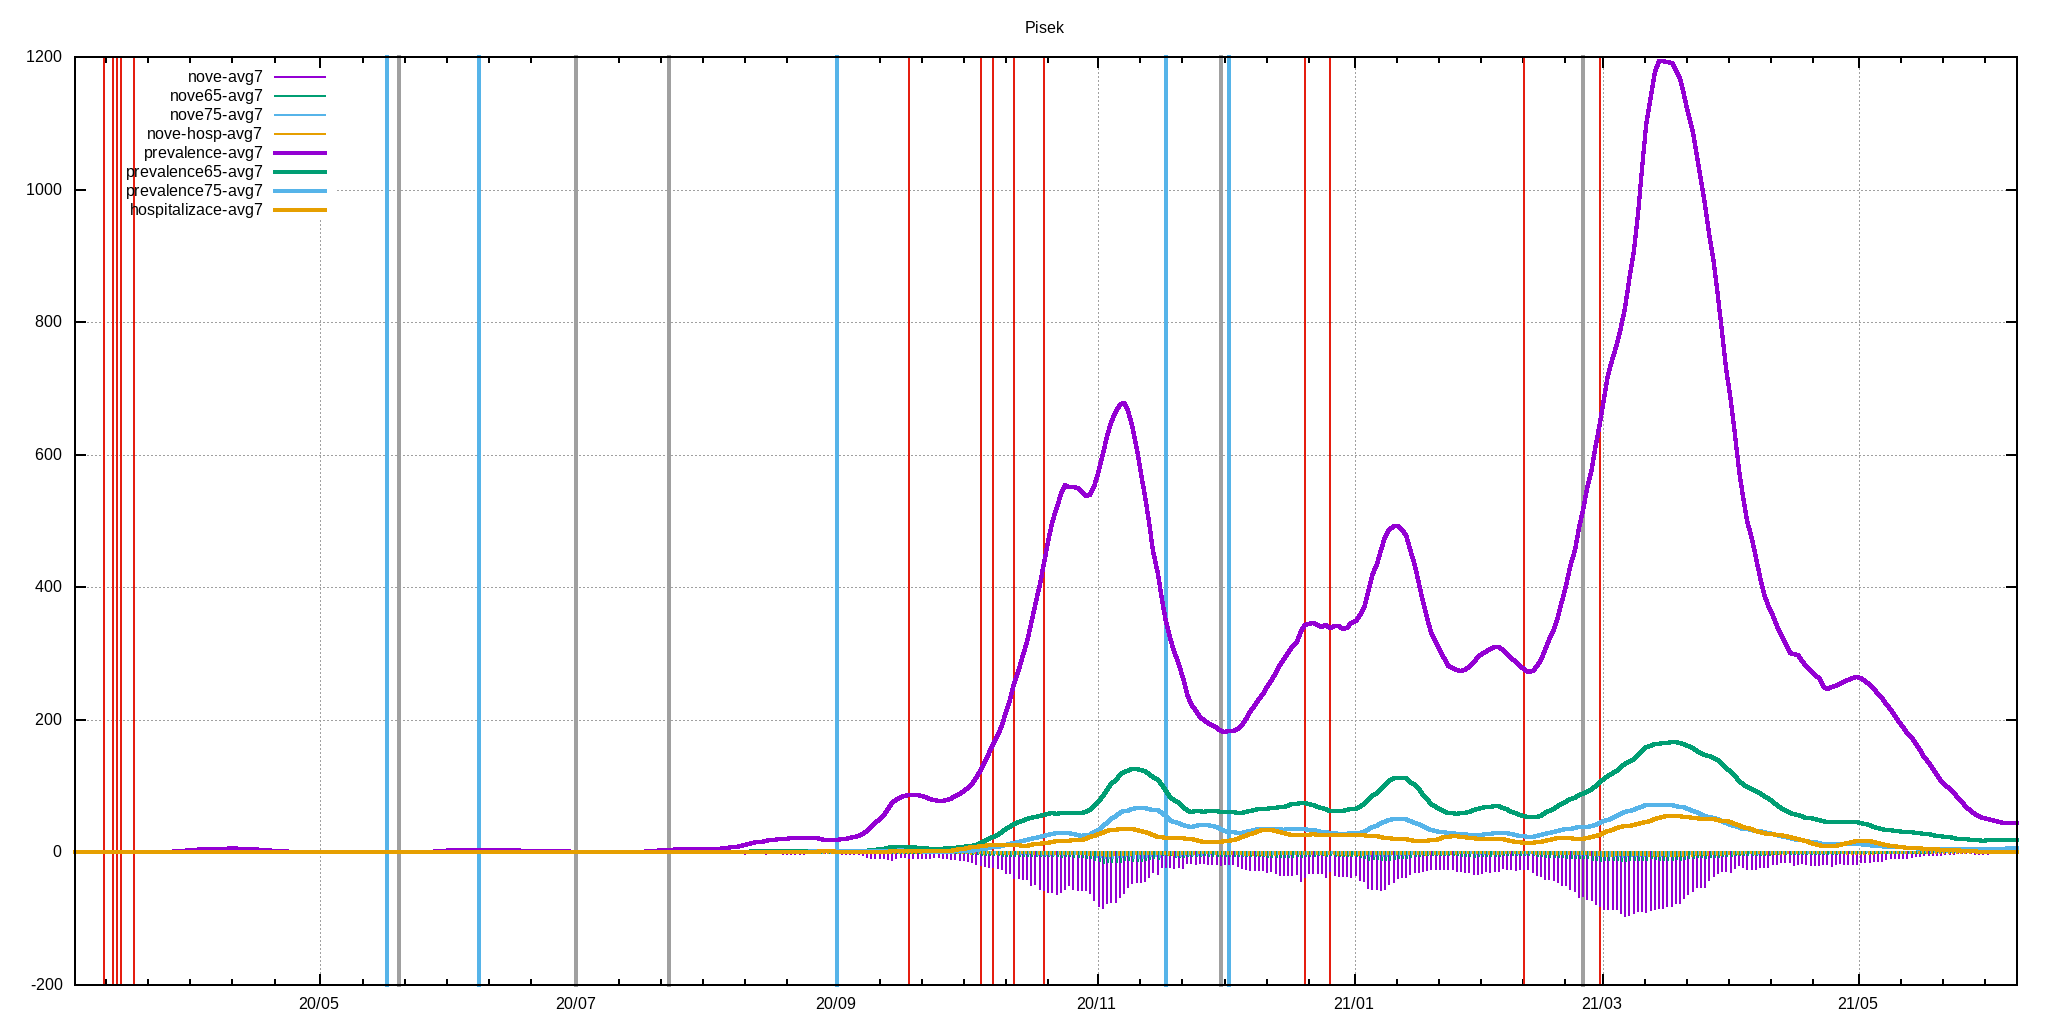 Pisek
1200
1000
800
600
400
200
0
-200
nove-avg7
nove65-avg7
nove75-avg7
nove-hosp-avg7
prevalence-avg7
prevalence65-avg7
prevalence75-avg7
hospitalizace-avg7
20/05 20/07 20/09 20/11 21/01 21/03 21/05